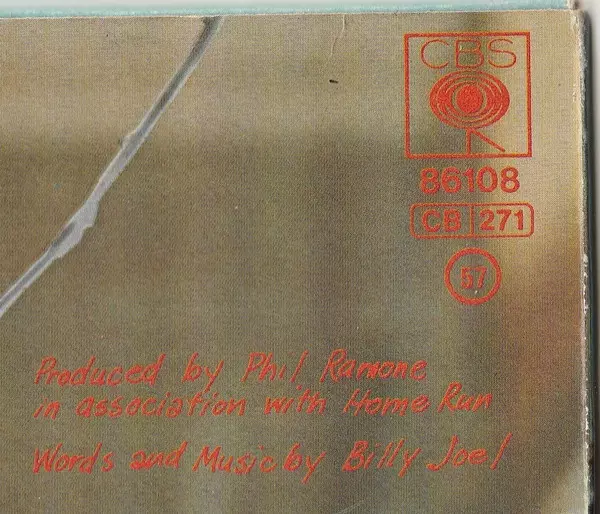 CBS
86108
CB 271
57
Produced by Phil Ramone
in association with Home Run
Words and Music by Billy Joel